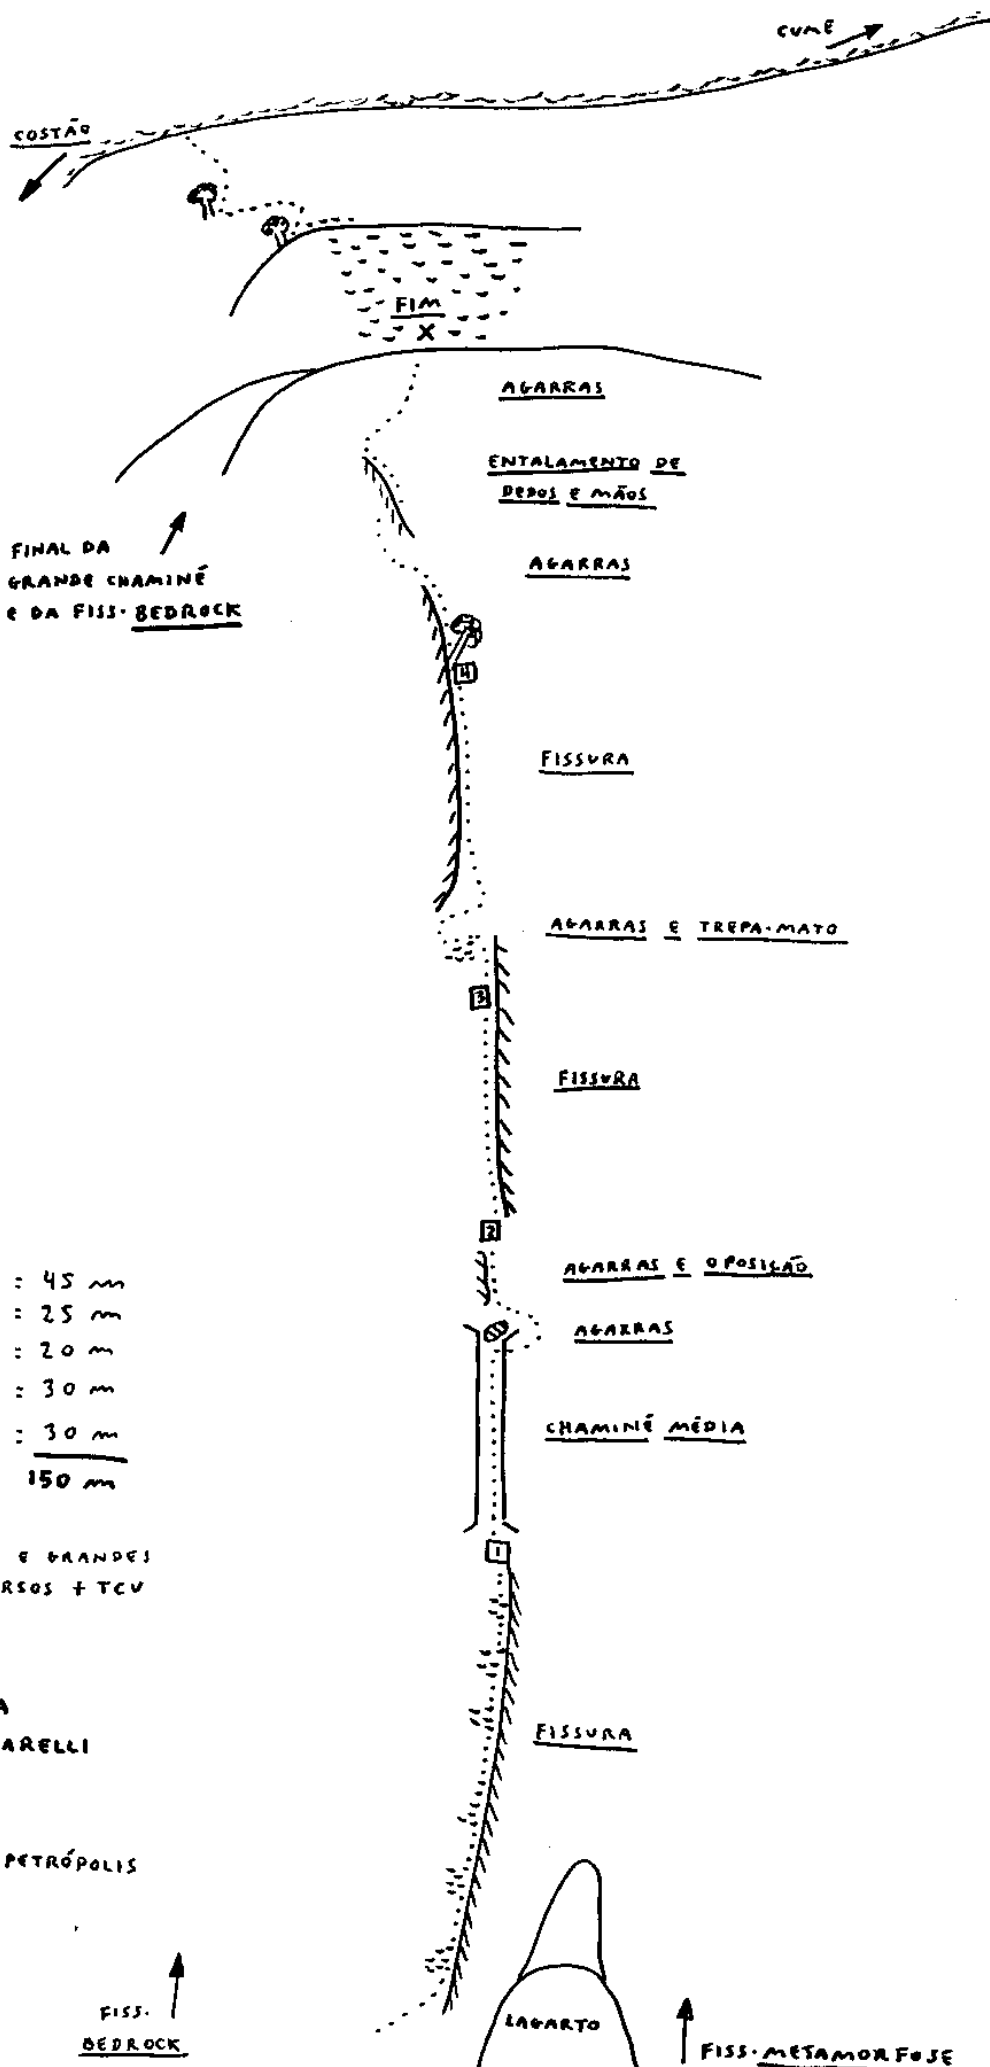 CUME
COSTÃO
FIM
X
AGARRAS
ENTALAMENTO DE
DEDOS E MÃOS
FINAL DA
GRANDE CHAMINÉ
E DA FISS. BEDROCK
AGARRAS
4
FISSURA
AGARRAS E TREPA-MATO
3
FISSURA
2
AGARRAS E OPOSIÇÃO
: 45 m
: 25 m
: 20 m
: 30 m
: 30 m
150 m
AGARRAS
CHAMINÉ MÉDIA
1
E GRANDES
RSOS + TCU
A
ARELLI
FISSURA
PETRÓPOLIS
FISS.
BEDROCK
LAGARTO
FISS. METAMORFOSE